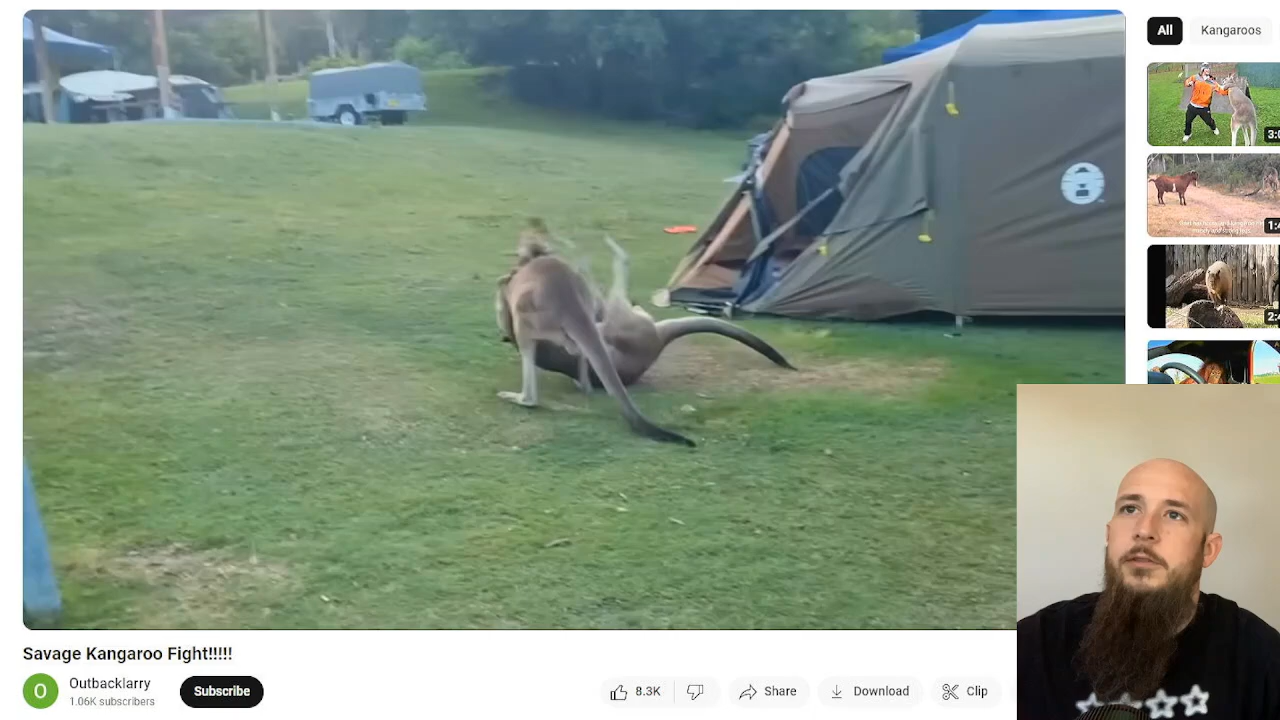 All
Kangaroos
Savage Kangaroo Fight!!!!!
O
Outbacklarry
1.06K subscribers
Subscribe
8.3K
Share
Download
Clip